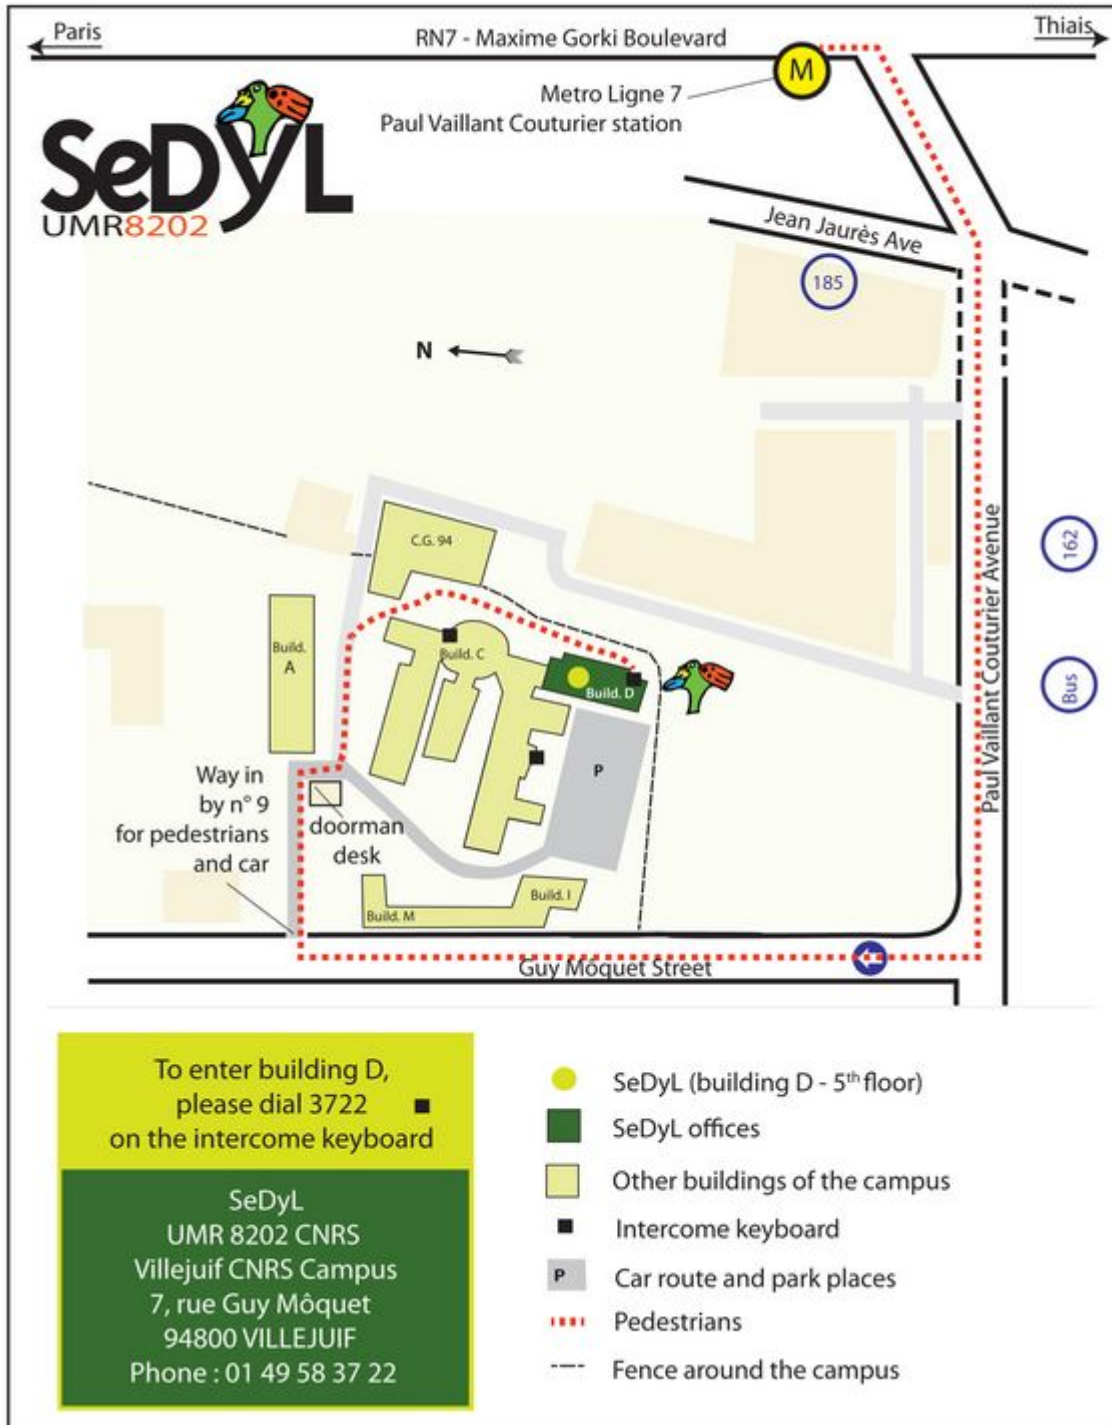 Paris
RN7 - Maxime Gorki Boulevard
Thiais
M
Metro Ligne 7
Paul Vaillant Couturier station
SeDyL
UMR8202
Jean Jaurès Ave
185
N
C.G. 94
162
Build.
A
Build. C
Build. D
Bus
Paul Vaillant Couturier Avenue
P
Way in
by n° 9
for pedestrians
and car
doorman
desk
Build. I
Build. M
Guy Môquet Street
To enter building D,
please dial 3722
on the intercome keyboard
SeDyL
UMR 8202 CNRS
Villejuif CNRS Campus
7, rue Guy Môquet
94800 VILLEJUIF
Phone : 01 49 58 37 22
SeDyL (building D - 5th floor)
SeDyL offices
Other buildings of the campus
Intercome keyboard
P Car route and park places
Pedestrians
Fence around the campus